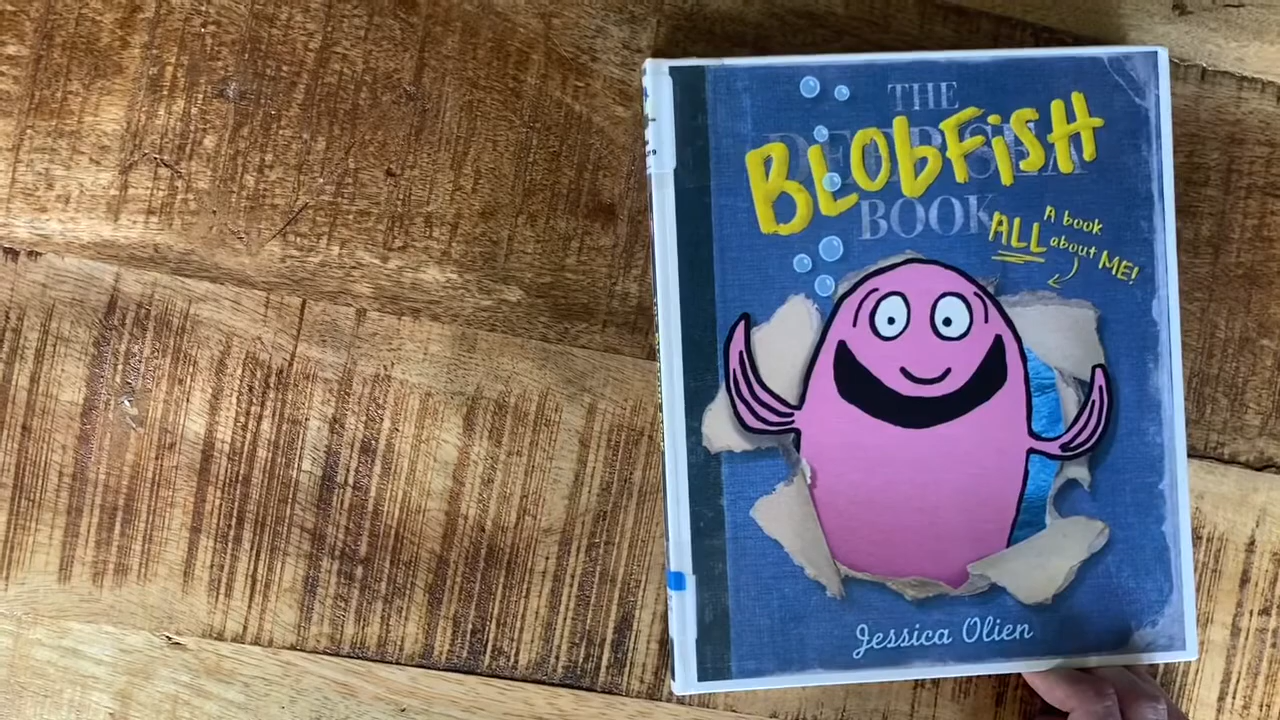 THE
BLOBFISH
BOOK
A book
ALL about ME!
Jessica Olien